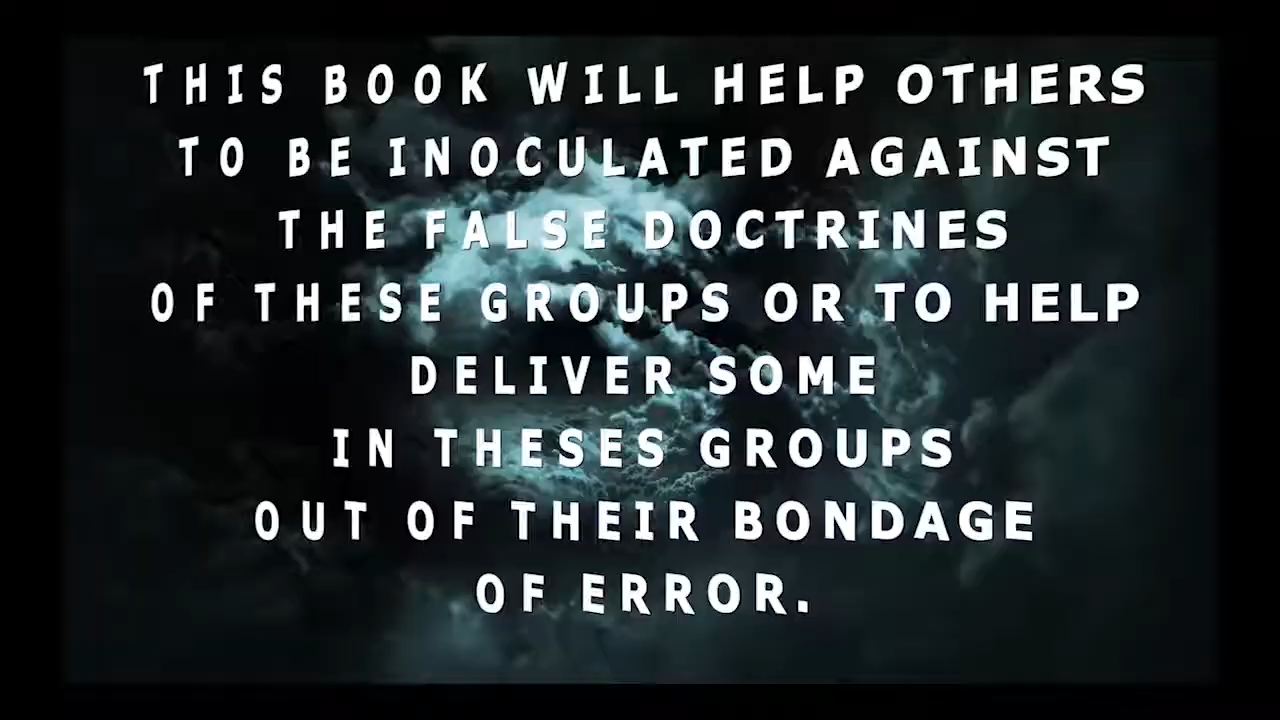 THIS BOOK WILL HELP OTHERS
TO BE INOCULATED AGAINST
THE FALSE DOCTRINES
OF THESE GROUPS OR TO HELP
DELIVER SOME
IN THESES GROUPS
OUT OF THEIR BONDAGE
OF ERROR.